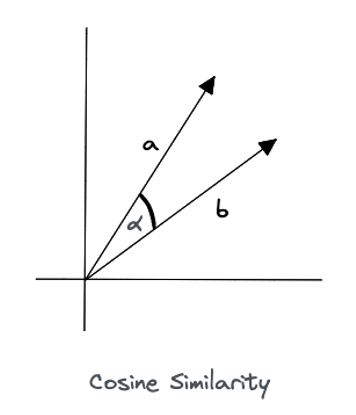 a
b
α
Cosine Similarity